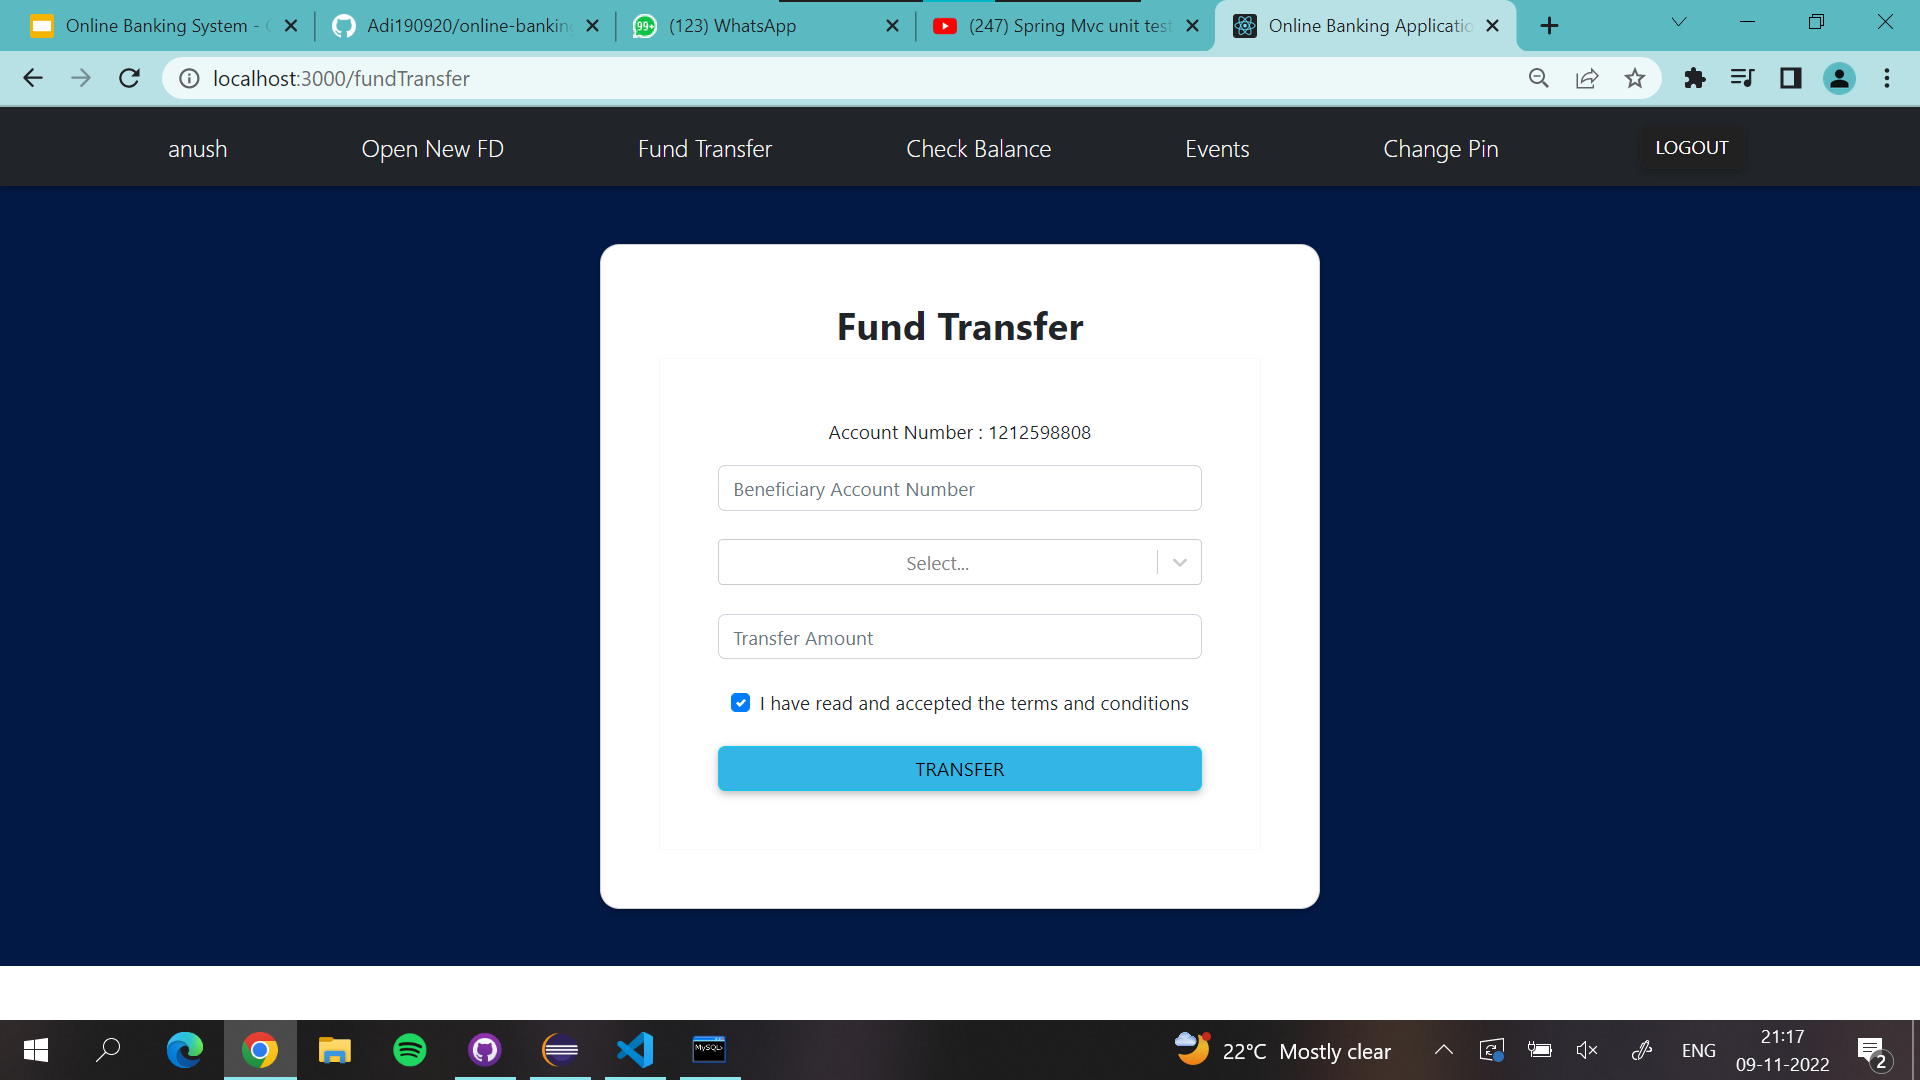 Online Banking System - 
Adi190920/online-banking
(123) WhatsApp
(247) Spring Mvc unit test
Online Banking Applicatio
localhost:3000/fundTransfer
anush
Open New FD
Fund Transfer
Check Balance
Events
Change Pin
LOGOUT
Fund Transfer
Account Number : 1212598808
Beneficiary Account Number
Select...
Transfer Amount
I have read and accepted the terms and conditions
TRANSFER
99+
MySQL
22°C Mostly clear
ENG
21:17
09-11-2022
2